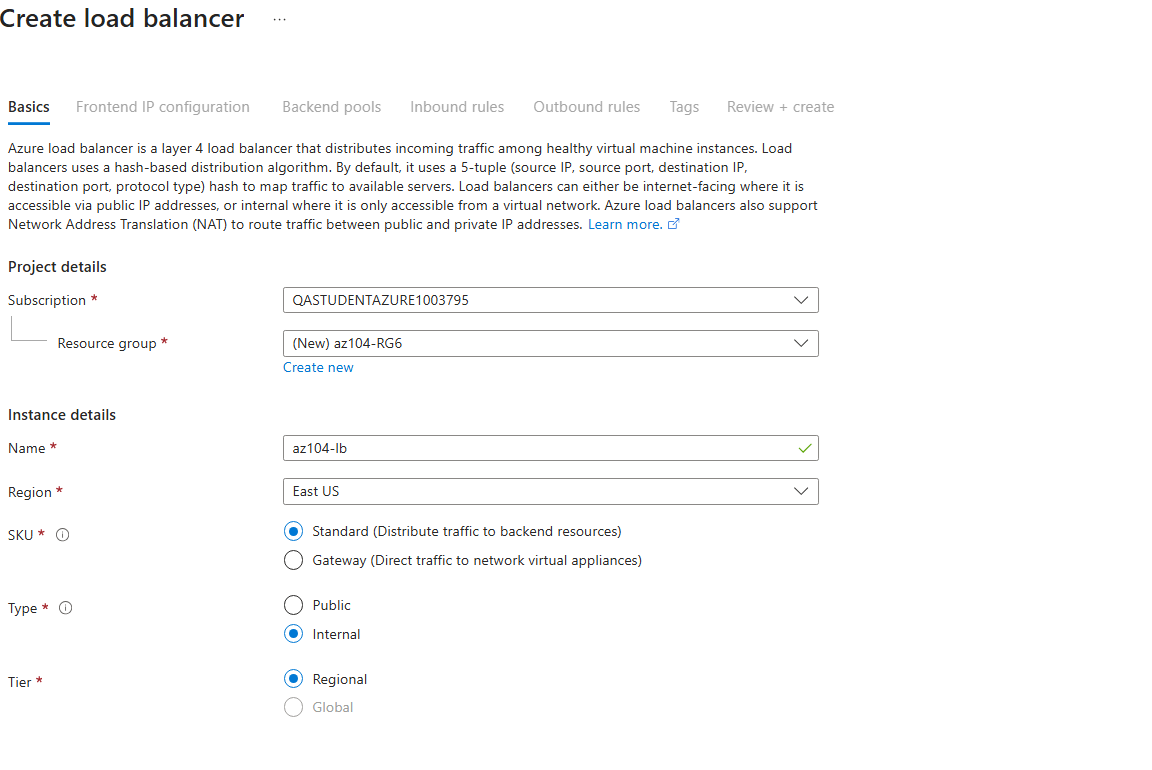 Create load balancer ...
Basics Frontend IP configuration Backend pools Inbound rules Outbound rules Tags Review + create
Azure load balancer is a layer 4 load balancer that distributes incoming traffic among healthy virtual machine instances. Load
balancers uses a hash-based distribution algorithm. By default, it uses a 5-tuple (source IP, source port, destination IP,
destination port, protocol type) hash to map traffic to available servers. Load balancers can either be internet-facing where it is
accessible via public IP addresses, or internal where it is only accessible from a virtual network. Azure load balancers also support
Network Address Translation (NAT) to route traffic between public and private IP addresses. Learn more.
Project details
Subscription * QASTUDENTAZURE1003795
Resource group * (New) az104-RG6
Create new
Instance details
Name * az104-lb
Region * East US
SKU * Standard (Distribute traffic to backend resources)
Gateway (Direct traffic to network virtual appliances)
Type * Public
Internal
Tier * Regional
Global